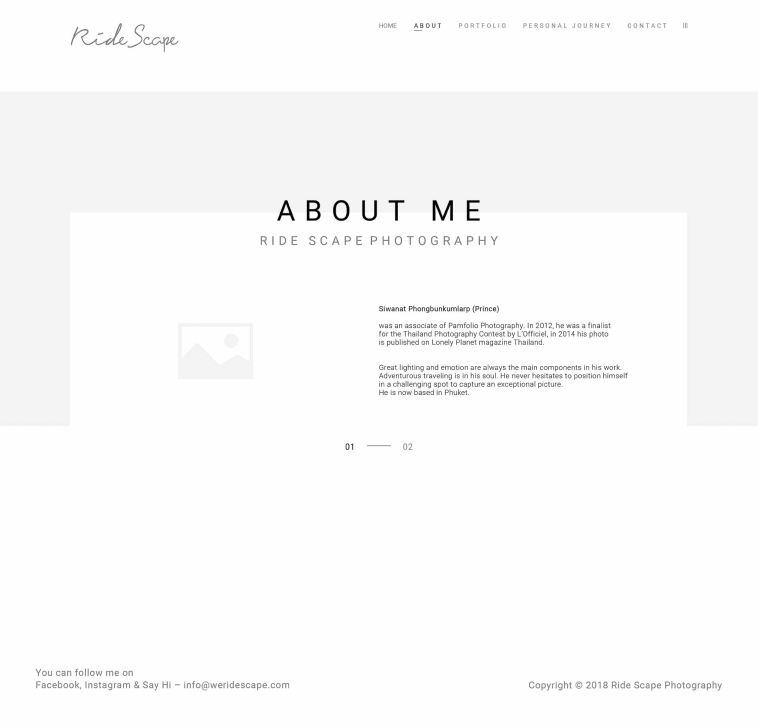 Ride Scape
HOME ABOUT PORTFOLIO PERSONAL JOURNEY CONTACT
ABOUT ME
RIDE SCAPE PHOTOGRAPHY
Siwanat Phongbunkumlarp (Prince)
was an associate of Pamfolio Photography. In 2012, he was a finalist
for the Thailand Photography Contest by L'Officiel, in 2014 his photo
is published on Lonely Planet magazine Thailand.
Great lighting and emotion are always the main components in his work.
Adventurous traveling is in his soul. He never hesitates to position himself
in a challenging spot to capture an exceptional picture.
He is now based in Phuket.
01 02
You can follow me on
Facebook, Instagram & Say Hi – info@weridescape.com
Copyright © 2018 Ride Scape Photography